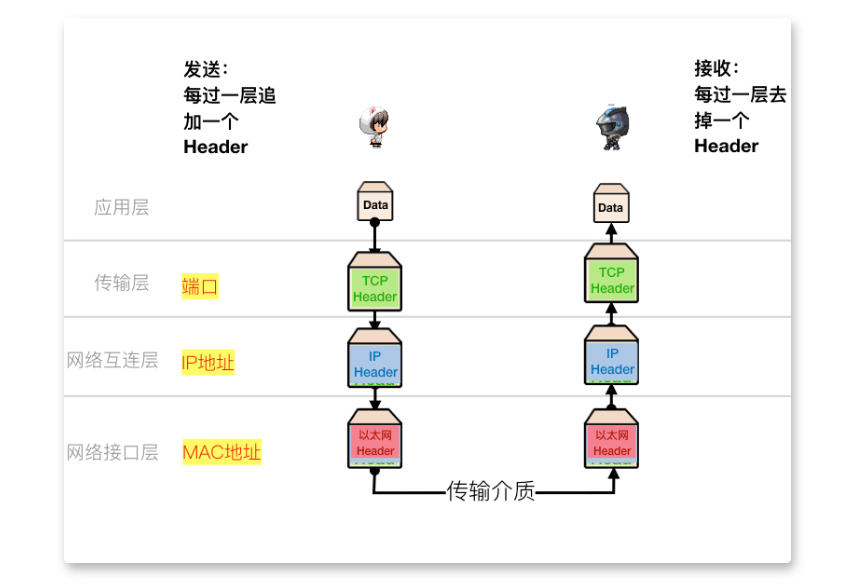 发送：
每过一层追
加一个
Header
接收：
每过一层去
掉一个
Header
应用层
Data
Data
传输层
端口
TCP
Header
TCP
Header
网络互连层
IP地址
IP
Header
IP
Header
网络接口层
MAC地址
以太网
Header
以太网
Header
传输介质